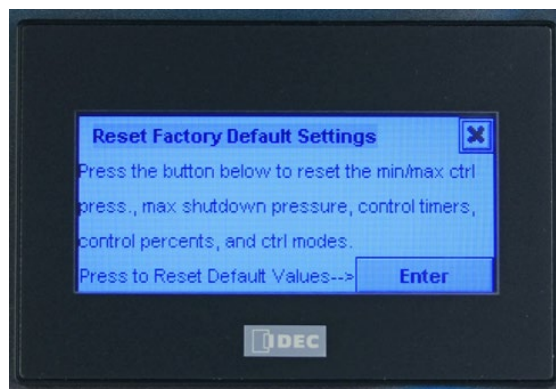 Reset Factory Default Settings
Press the button below to reset the min/max ctrl
press., max shutdown pressure, control timers,
control percents, and ctrl modes.
Press to Reset Default Values--> Enter
IDEC